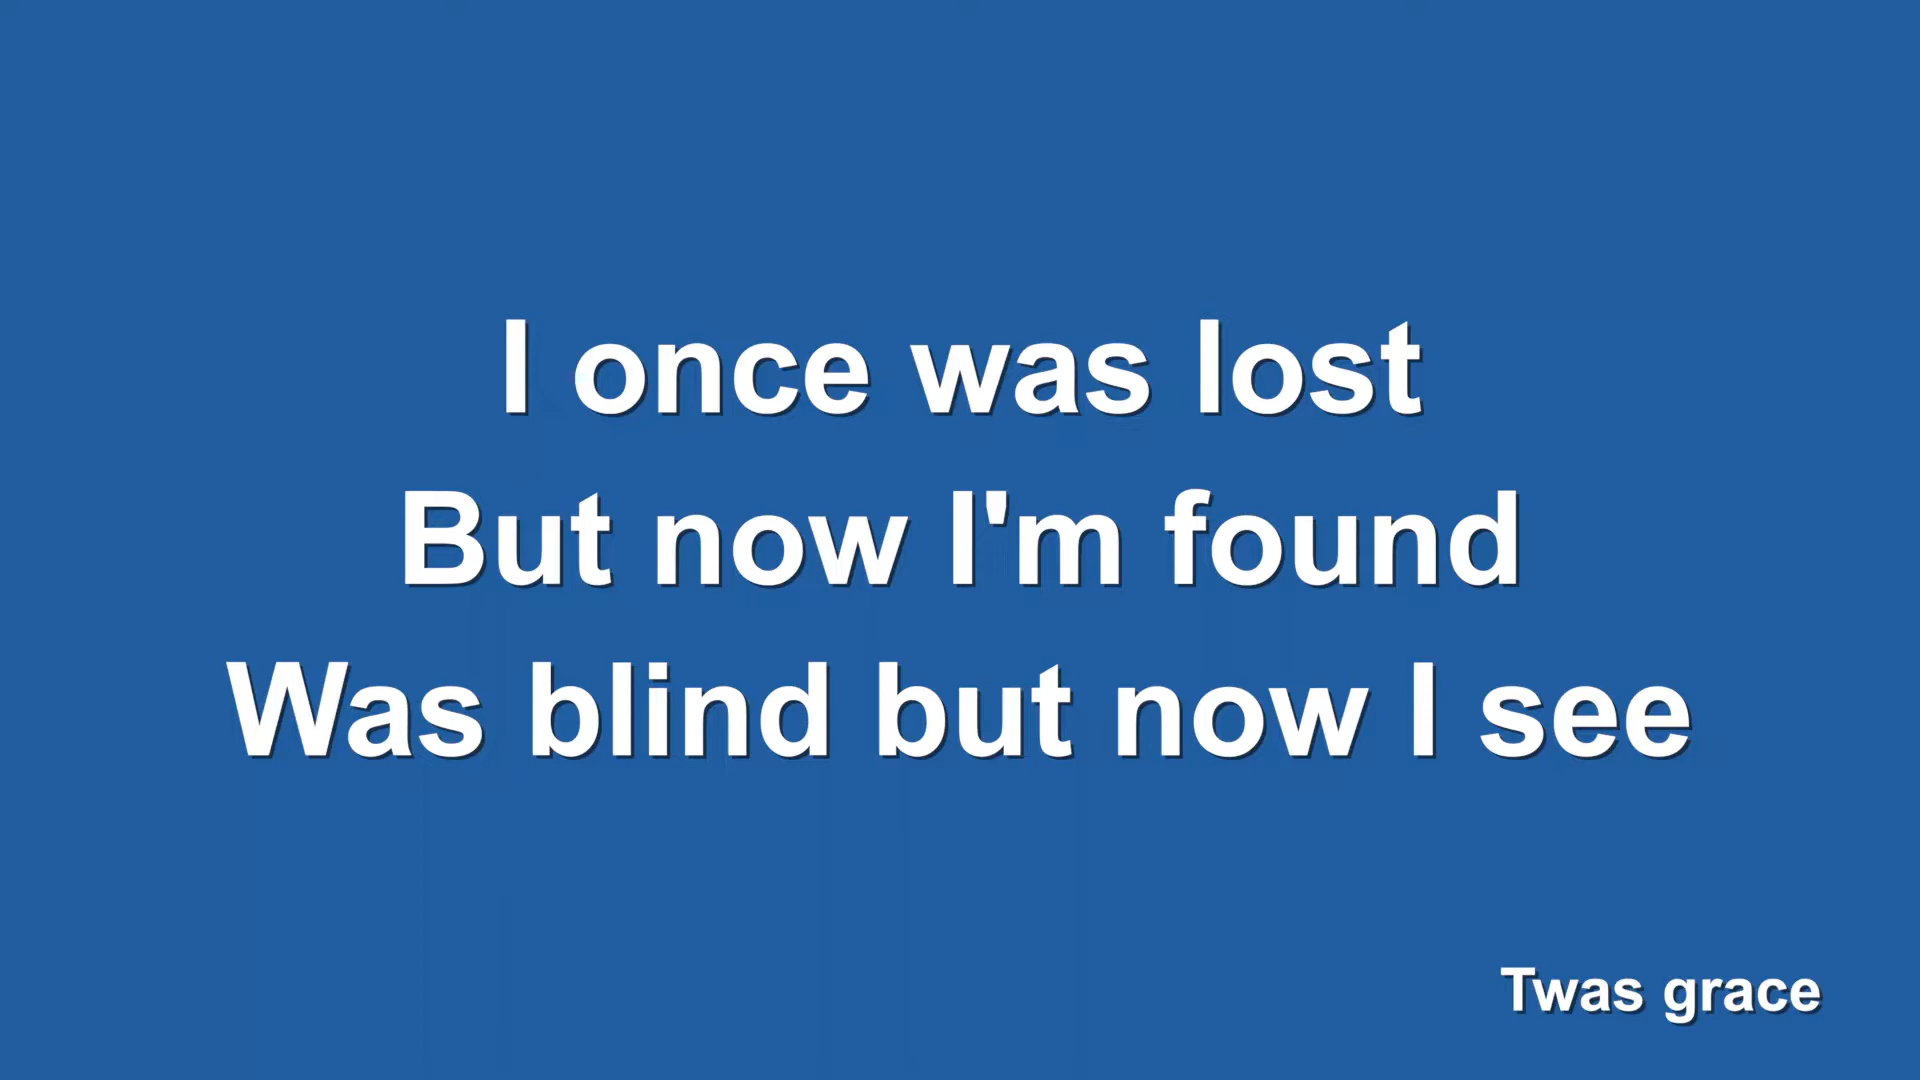 I once was lost
But now I'm found
Was blind but now I see
Twas grace